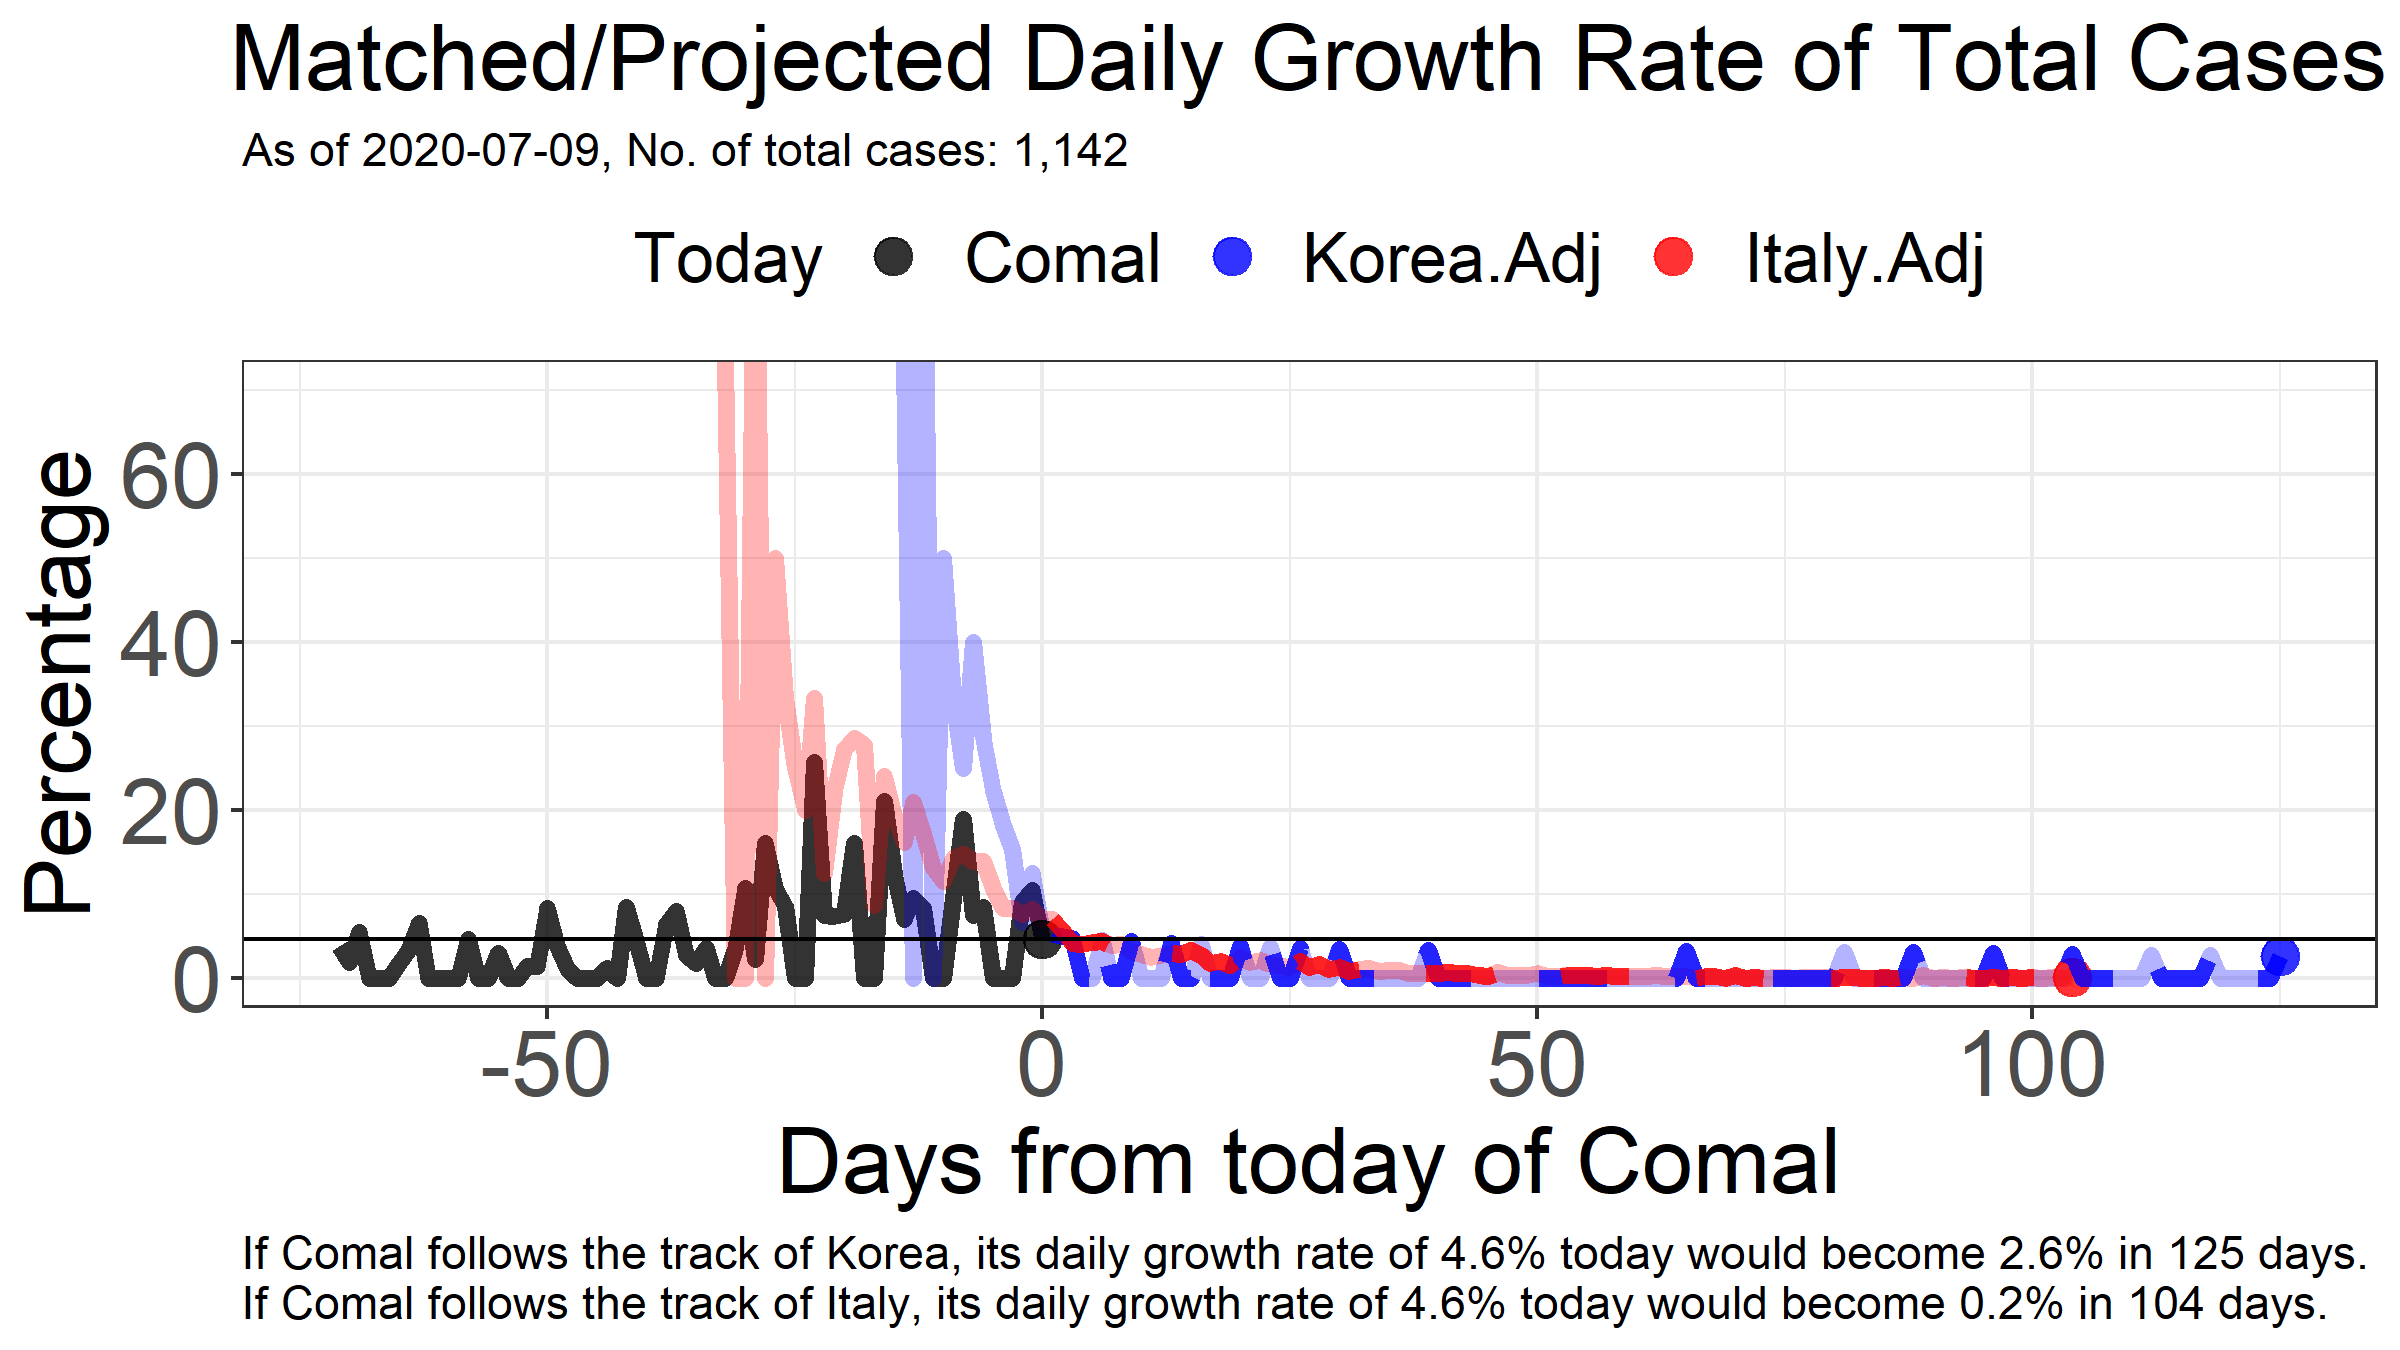 Matched/Projected Daily Growth Rate of Total Cases
As of 2020-07-09, No. of total cases: 1,142
Today Comal Korea.Adj Italy.Adj
Percentage
60
40
20
0
-50 0 50 100
Days from today of Comal
If Comal follows the track of Korea, its daily growth rate of 4.6% today would become 2.6% in 125 days.
If Comal follows the track of Italy, its daily growth rate of 4.6% today would become 0.2% in 104 days.